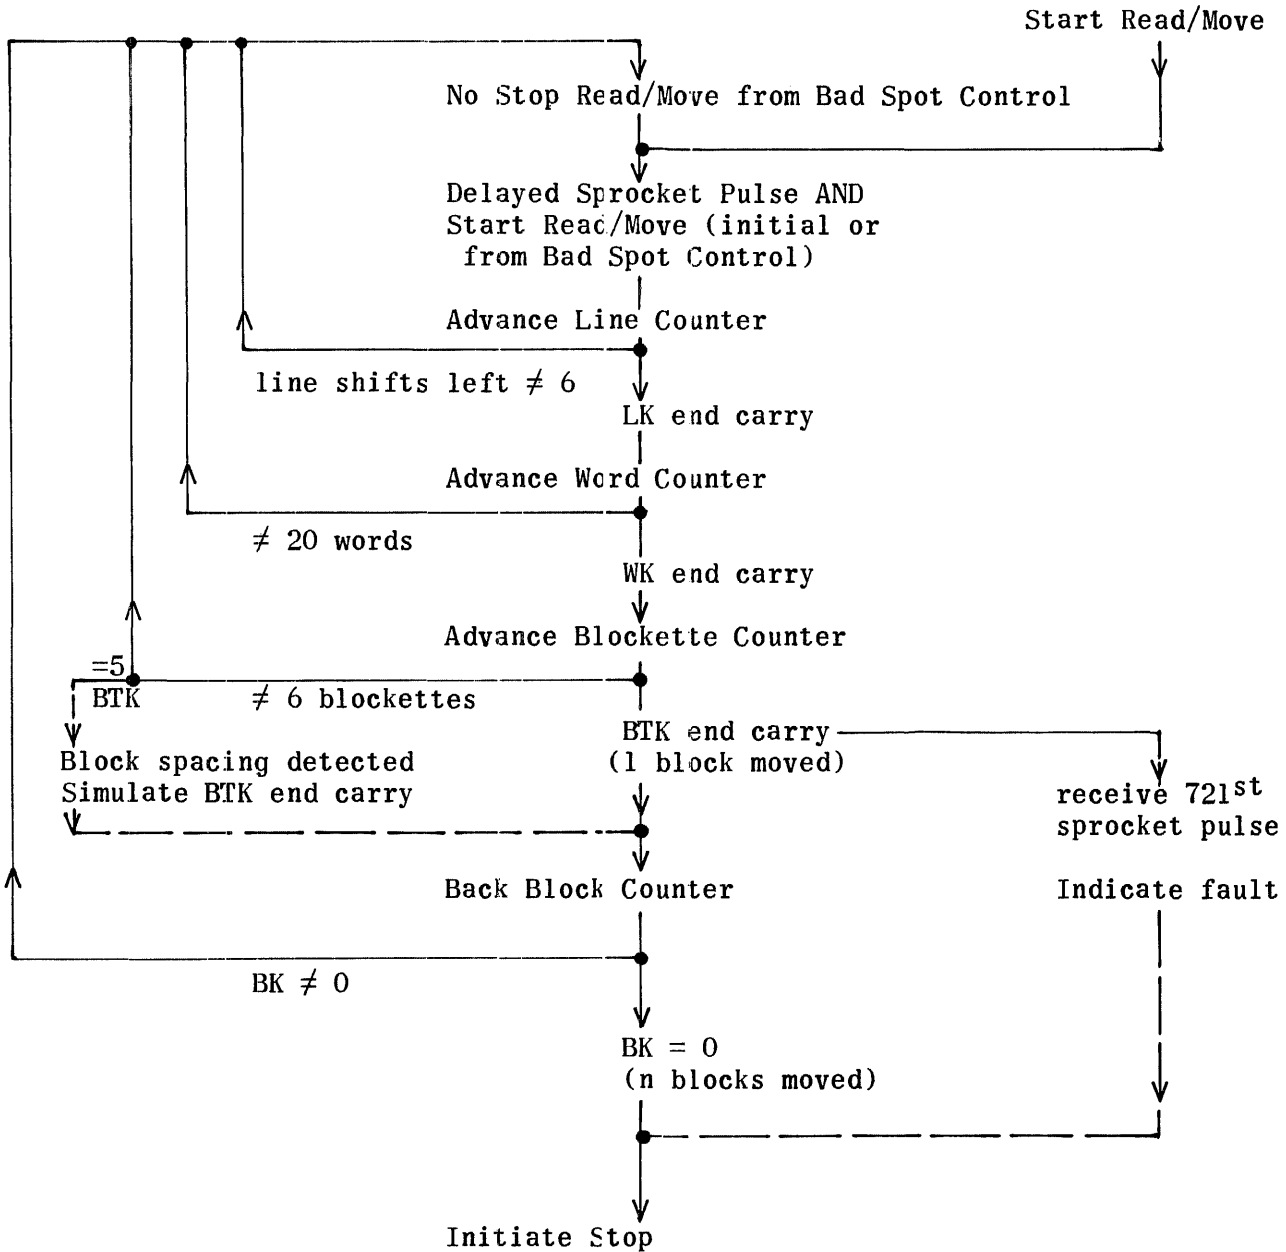 Start Read/Move
No Stop Read/Move from Bad Spot Control
Delayed Sprocket Pulse AND
Start Read/Move (initial or
from Bad Spot Control)
Advance Line Counter
line shifts left ≠ 6
LK end carry
Advance Word Counter
≠ 20 words
WK end carry
Advance Blockette Counter
=5
BTK
≠ 6 blockettes
BTK end carry
(1 block moved)
Block spacing detected
Simulate BTK end carry
receive 721st
sprocket pulse
Back Block Counter
Indicate fault
BK ≠ 0
BK = 0
(n blocks moved)
Initiate Stop